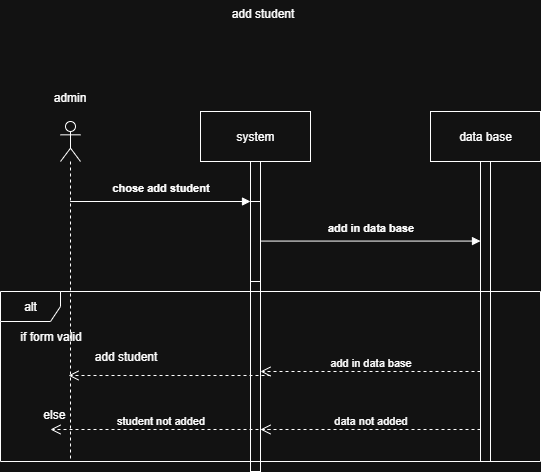 add student
admin
system
data base
chose add student
add in data base
alt
if form valid
add student
add in data base
else
student not added
data not added